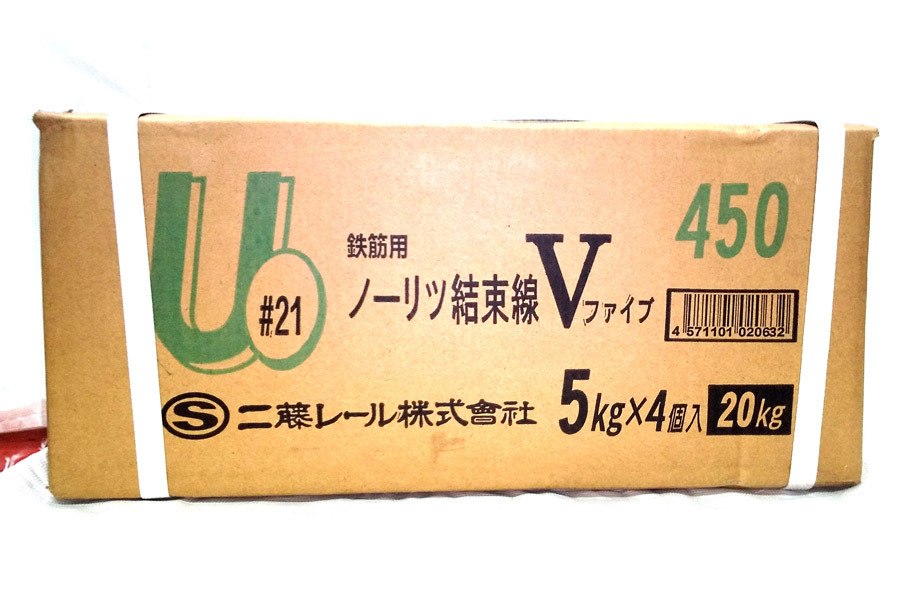 U
#21
鉄筋用
ノーリツ結束線
V
ファイブ
450
4 571101 020632
S 二藤レール株式會社
5kg×4個入 20kg